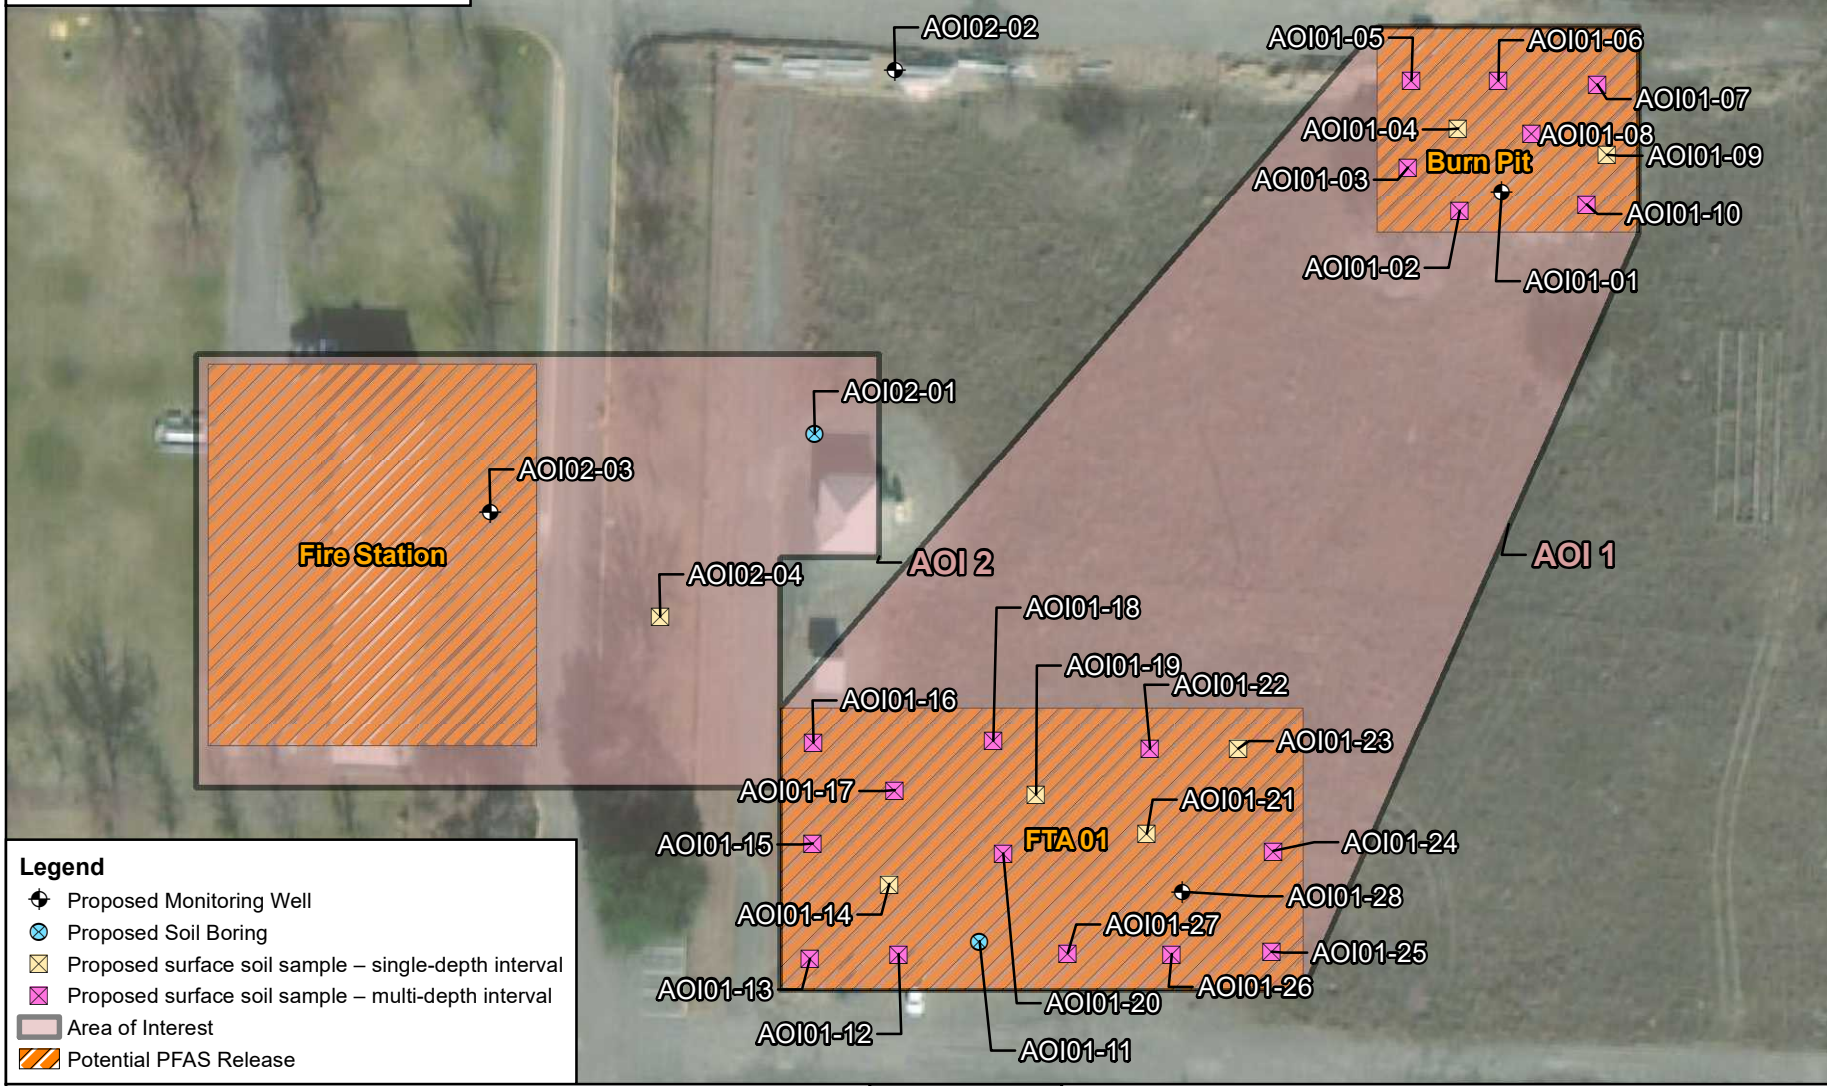 AOI02-02
AOI01-05
AOI01-06
AOI01-07
AOI01-04
AOI01-08
Burn Pit
AOI01-09
AOI01-03
AOI01-10
AOI01-02
AOI01-01
AOI02-01
AOI02-03
Fire Station
AOI 2
AOI 1
AOI02-04
AOI01-18
AOI01-19
AOI01-22
AOI01-16
AOI01-23
AOI01-17
AOI01-21
FTA 01
AOI01-15
AOI01-24
AOI01-28
AOI01-14
AOI01-27
AOI01-25
AOI01-13
AOI01-26
AOI01-20
AOI01-12
AOI01-11
Legend
Proposed Monitoring Well
Proposed Soil Boring
Proposed surface soil sample – single-depth interval
Proposed surface soil sample – multi-depth interval
Area of Interest
Potential PFAS Release